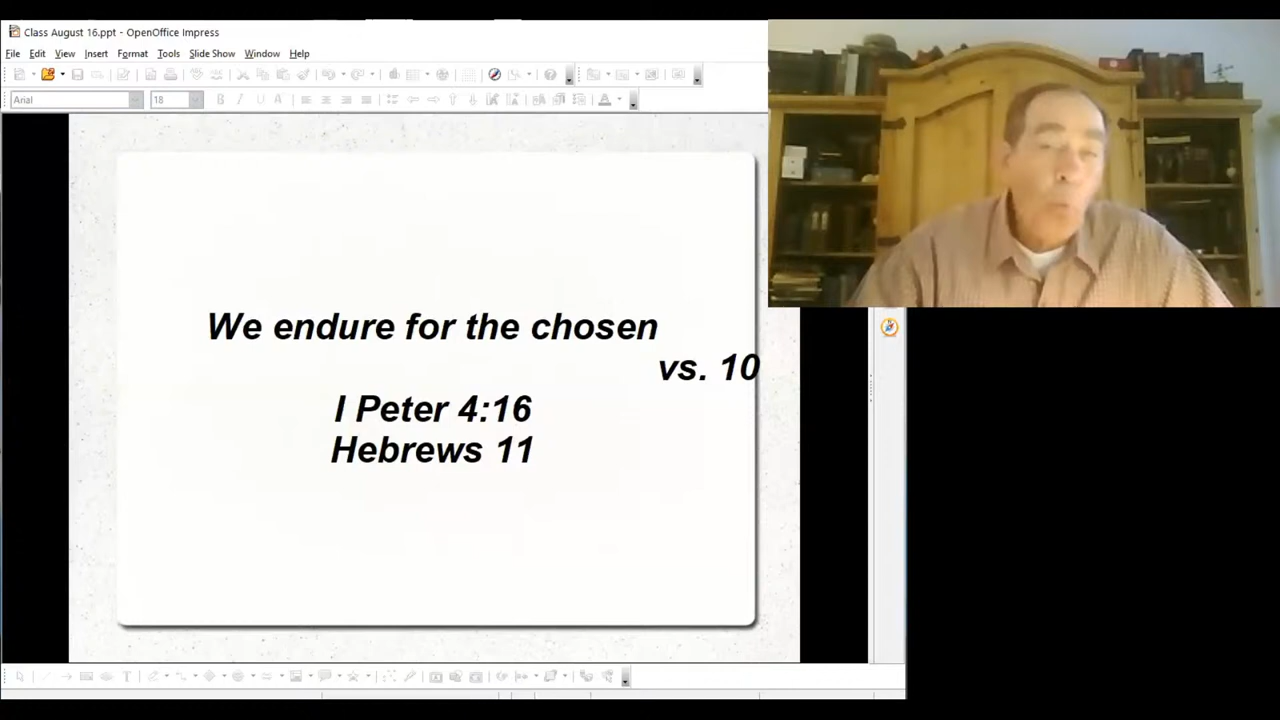 Class August 16.ppt - OpenOffice Impress
File Edit View Insert Format Tools Slide Show Window Help
Arial 18
We endure for the chosen
vs. 10
I Peter 4:16
Hebrews 11